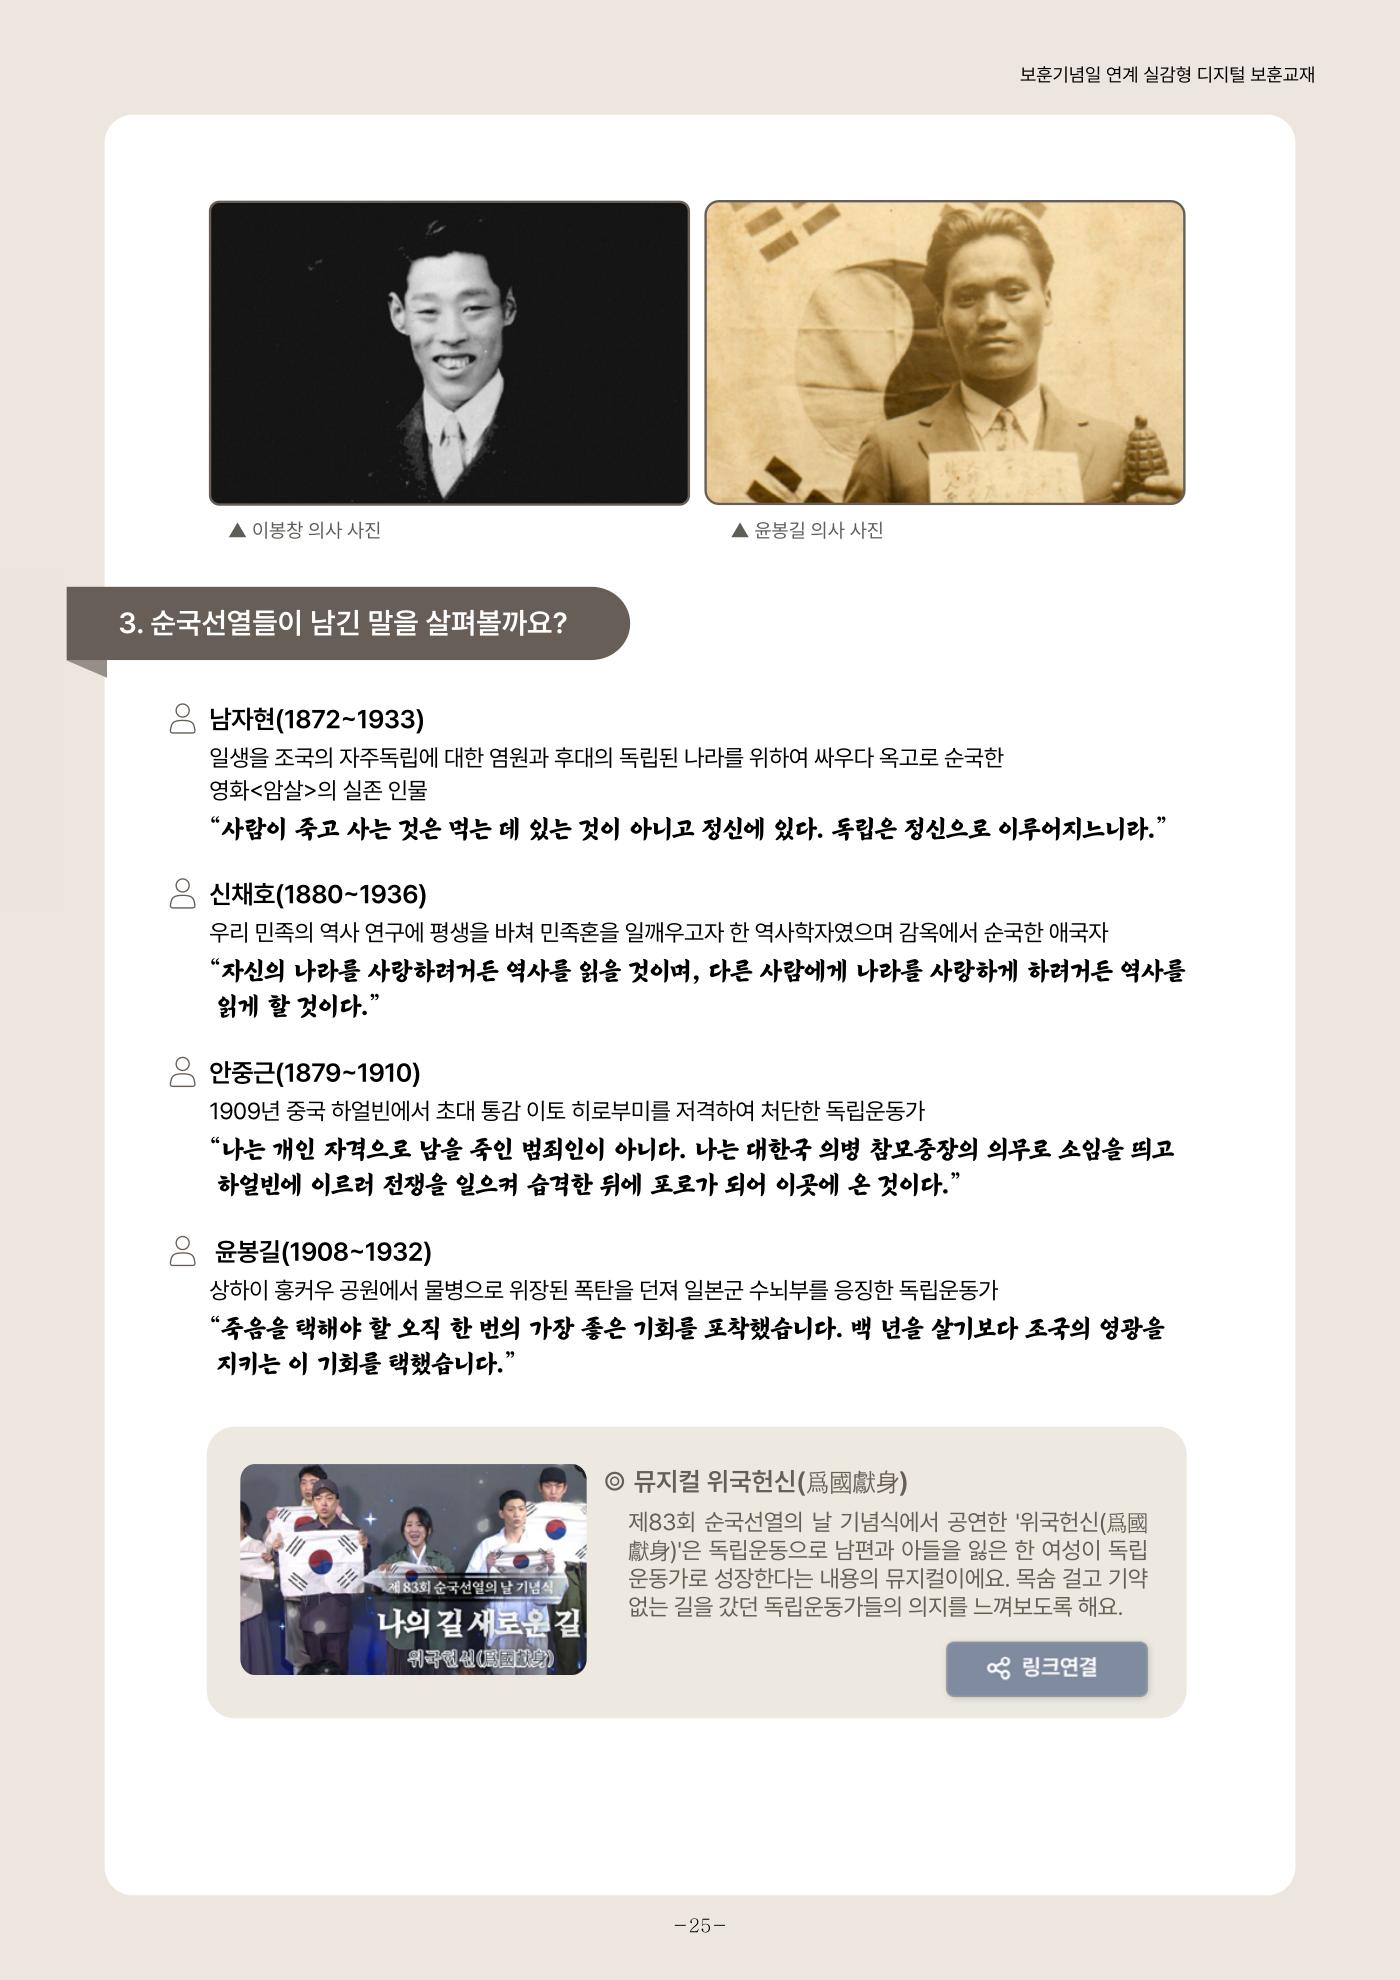 보훈기념일 연계 실감형 디지털 보훈교재
▲ 이봉창 의사 사진
▲ 윤봉길 의사 사진
3. 순국선열들이 남긴 말을 살펴볼까요?
남자현(1872~1933)
일생을 조국의 자주독립에 대한 염원과 후대의 독립된 나라를 위하여 싸우다 옥고로 순국한
영화<암살>의 실존 인물
“사람이 죽고 사는 것은 먹는 데 있는 것이 아니고 정신에 있다. 독립은 정신으로 이루어지느니라.”
신채호(1880~1936)
우리 민족의 역사 연구에 평생을 바쳐 민족혼을 일깨우고자 한 역사학자였으며 감옥에서 순국한 애국자
“자신의 나라를 사랑하려거든 역사를 읽을 것이며, 다른 사람에게 나라를 사랑하게 하려거든 역사를
읽게 할 것이다.”
안중근(1879~1910)
1909년 중국 하얼빈에서 초대 통감 이토 히로부미를 저격하여 처단한 독립운동가
“나는 개인 자격으로 남을 죽인 범죄인이 아니다. 나는 대한국 의병 참모중장의 의무로 소임을 띄고
하얼빈에 이르러 전쟁을 일으켜 습격한 뒤에 포로가 되어 이곳에 온 것이다.”
윤봉길(1908~1932)
상하이 훙커우 공원에서 물병으로 위장된 폭탄을 던져 일본군 수뇌부를 응징한 독립운동가
“죽음을 택해야 할 오직 한 번의 가장 좋은 기회를 포착했습니다. 백 년을 살기보다 조국의 영광을
지키는 이 기회를 택했습니다.”
제83회 순국선열의 날 기념식
나의 길 새로운 길
위국헌신(爲國獻身)
◎ 뮤지컬 위국헌신(爲國獻身)
제83회 순국선열의 날 기념식에서 공연한 '위국헌신(爲國
獻身)'은 독립운동으로 남편과 아들을 잃은 한 여성이 독립
운동가로 성장한다는 내용의 뮤지컬이에요. 목숨 걸고 기약
없는 길을 갔던 독립운동가들의 의지를 느껴보도록 해요.
링크연결
-25-